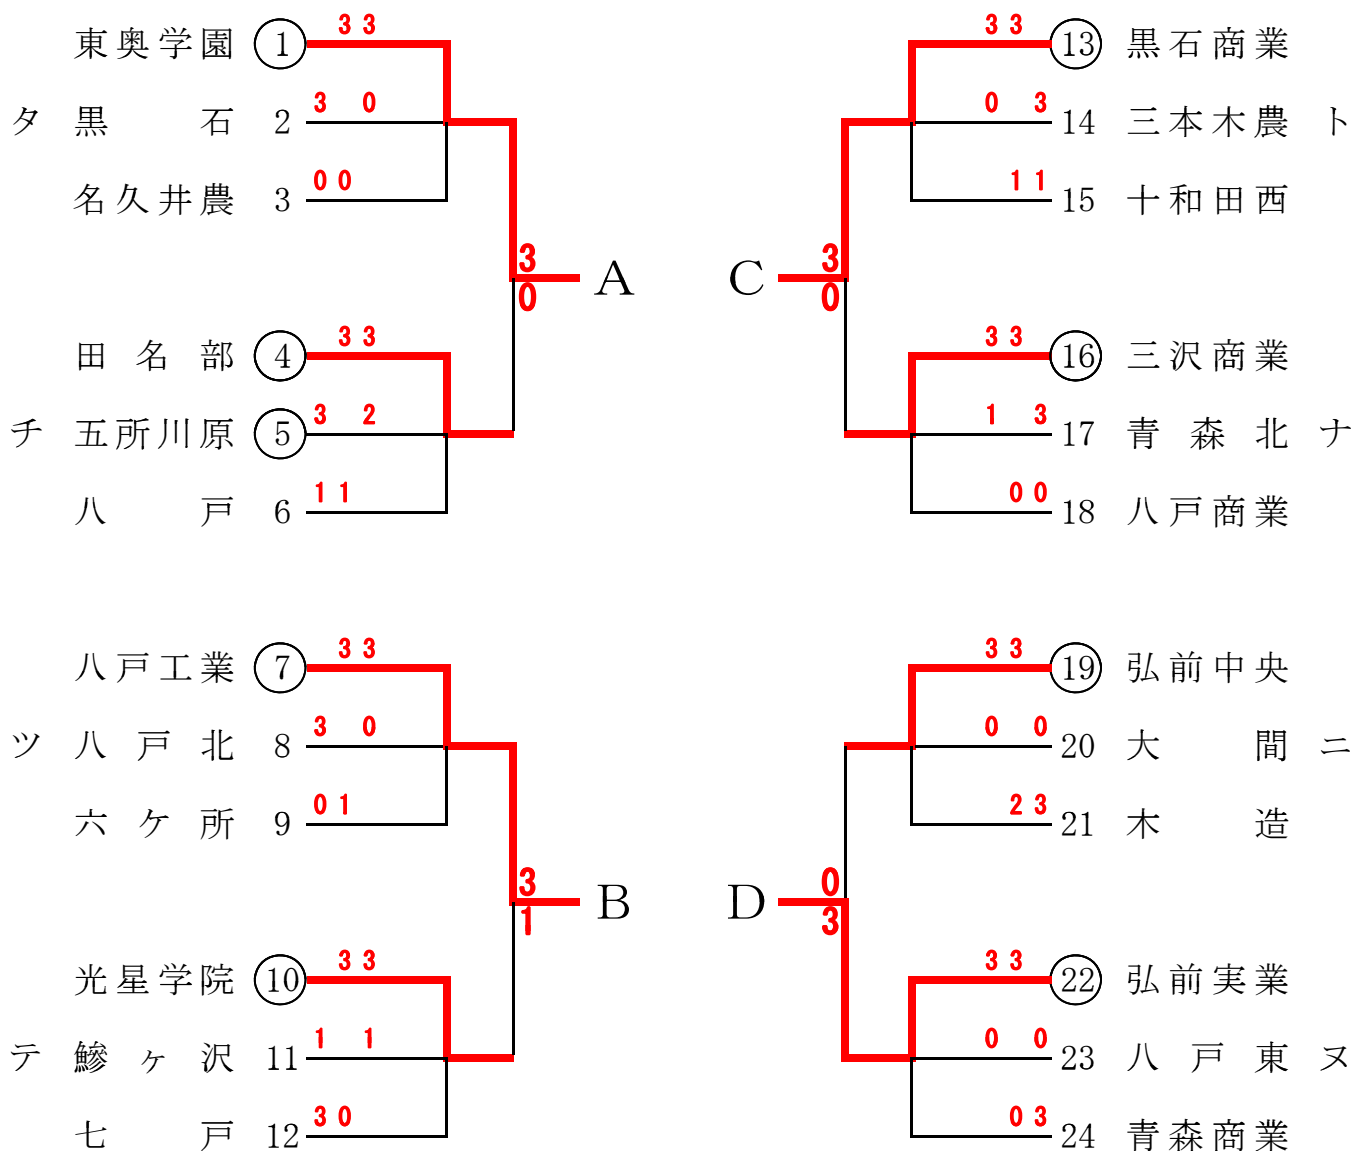 東奥学園 1 3 3
タ 黒石 2 3 0
名久井農 3 0 0
3
0
A
田名部 4 3 3
チ 五所川原 5 3 2
八戸 6 1 1
八戸工業 7 3 3
ツ 八戸北 8 3 0
六ケ所 9 0 1
3
1
B
光星学院 10 3 3
テ 鰺ヶ沢 11 1 1
七戸 12 3 0
3 3 13 黒石商業
0 3 14 三本木農 ト
1 1 15 十和田西
C
3
0
3 3 16 三沢商業
1 3 17 青森北 ナ
0 0 18 八戸商業
3 3 19 弘前中央
0 0 20 大間 ニ
2 3 21 木造
D
0
3
3 3 22 弘前実業
0 0 23 八戸東 ヌ
0 3 24 青森商業